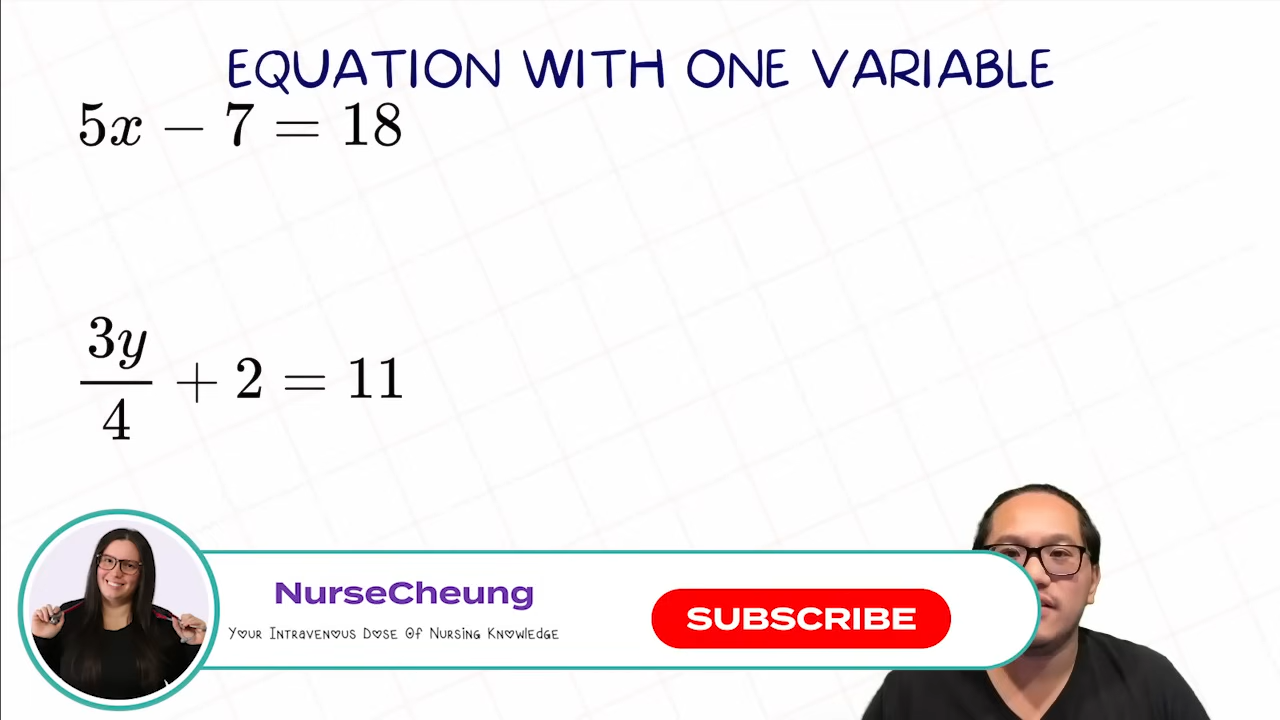 EQUATION WITH ONE VARIABLE
5x − 7 = 18
3y/4 + 2 = 11
NurseCheung
Your Intravenous Dose Of Nursing Knowledge
SUBSCRIBE